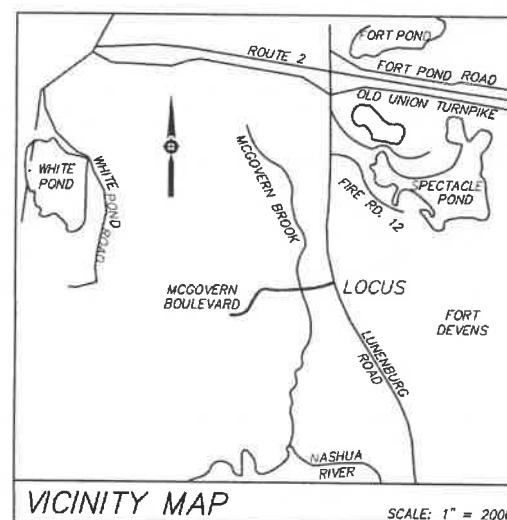 FORT POND
ROUTE 2
FORT POND ROAD
OLD UNION TURNPIKE
MCGOVERN BROOK
WHITE
POND
WHITE POND ROAD
SPECTACLE
POND
FIRE RD. 12
MCGOVERN
BOULEVARD
LOCUS
FORT
DEVENS
LUNENBURG
ROAD
NASHUA
RIVER
VICINITY MAP
SCALE: 1" = 2000